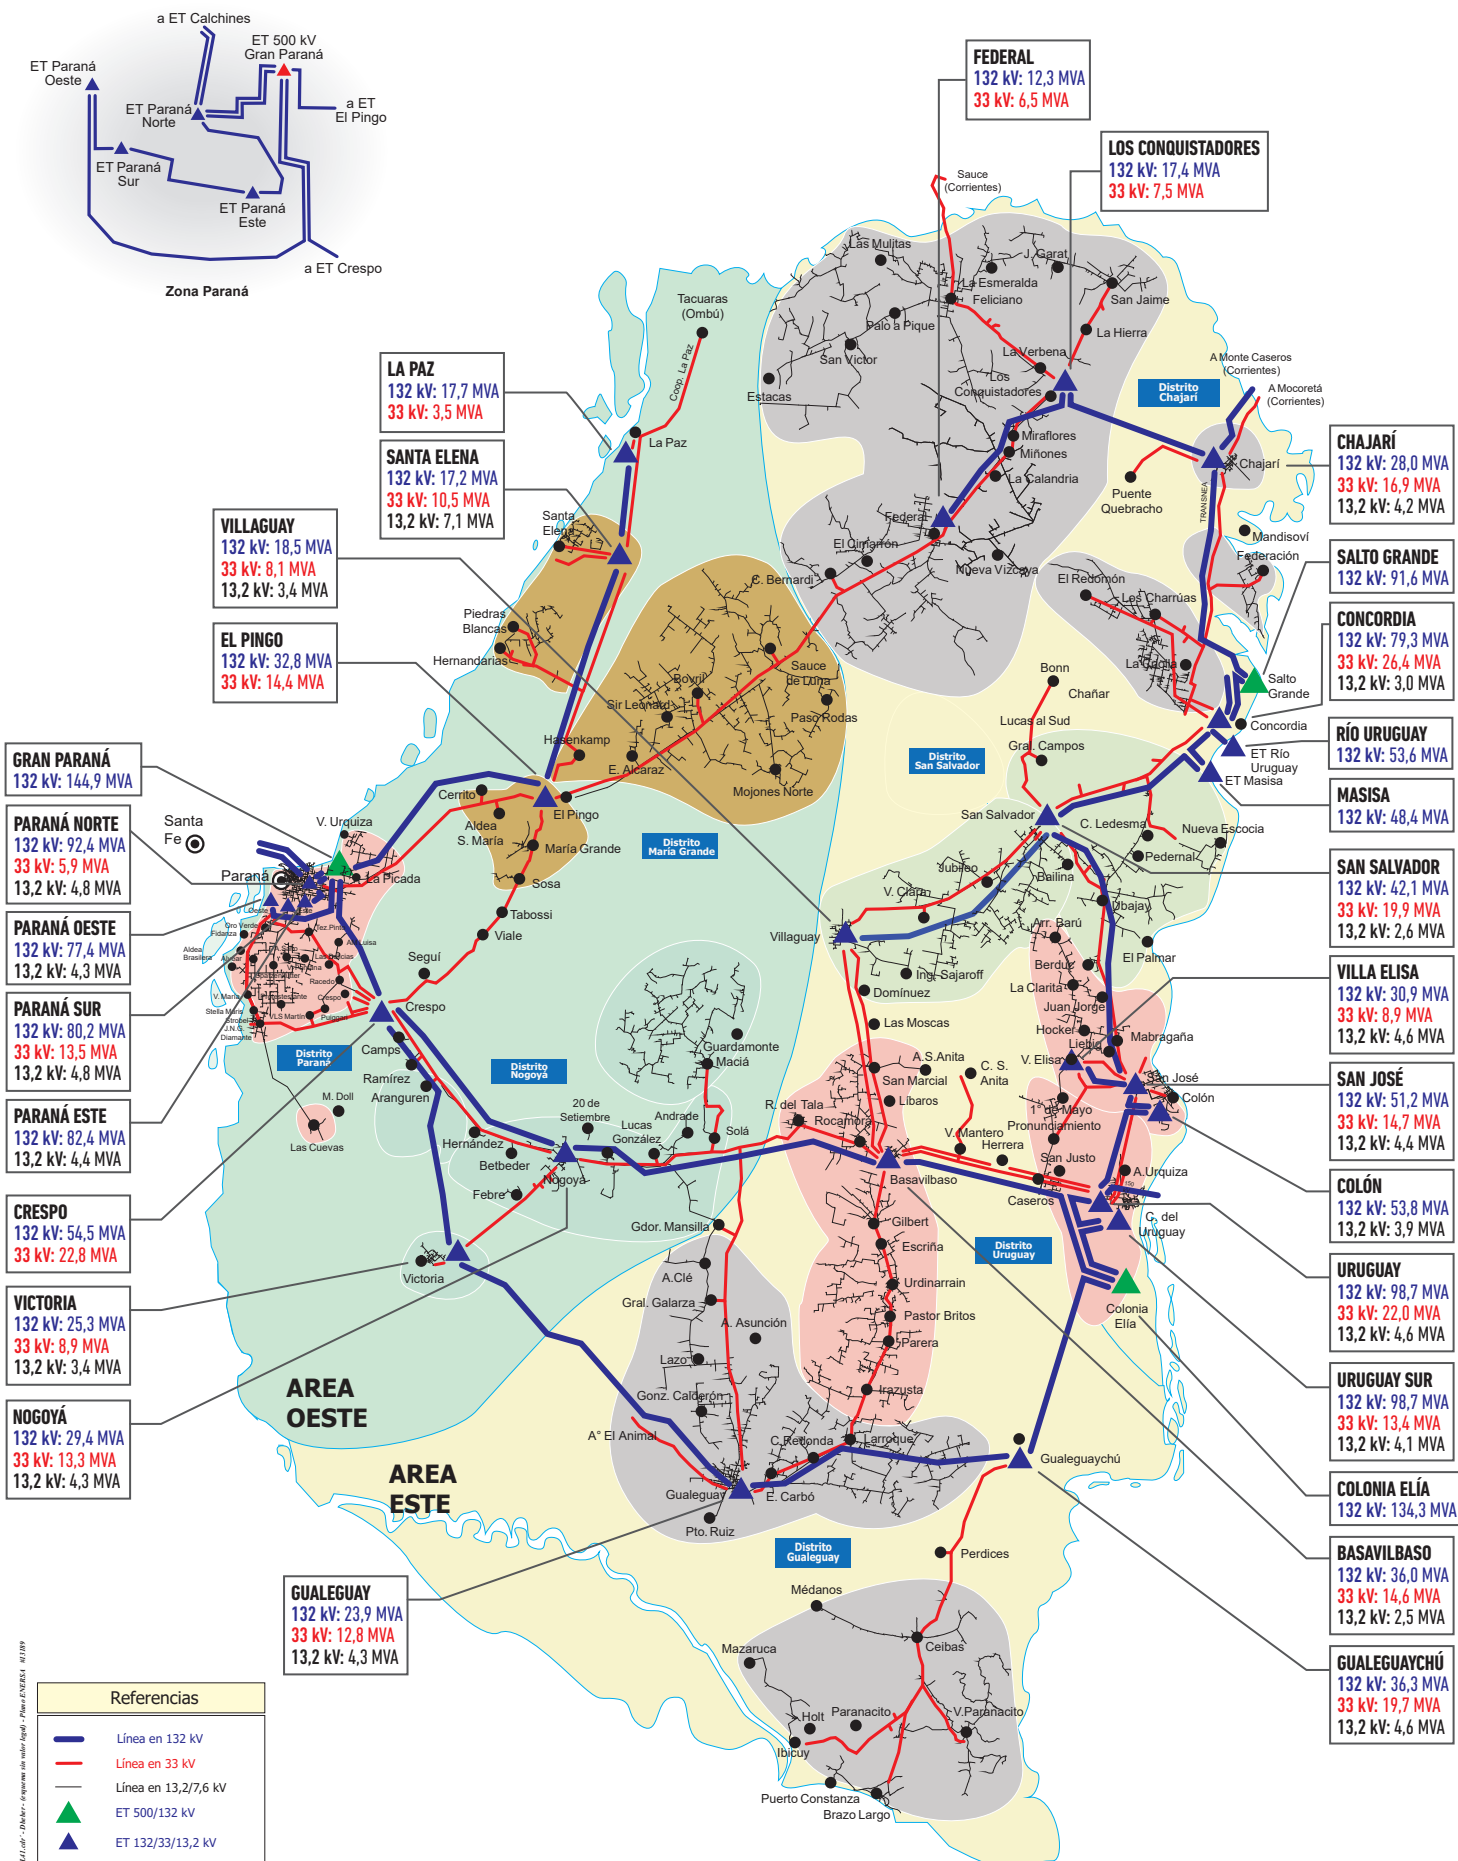 a ET Calchines
ET 500 kV
Gran Paraná
ET Paraná
Oeste
ET Paraná
Norte
a ET
El Pingo
ET Paraná
Sur
ET Paraná
Este
a ET Crespo
Zona Paraná
FEDERAL
132 kV: 12,3 MVA
33 kV: 6,5 MVA
LOS CONQUISTADORES
132 kV: 17,4 MVA
33 kV: 7,5 MVA
LA PAZ
132 kV: 17,7 MVA
33 kV: 3,5 MVA
SANTA ELENA
132 kV: 17,2 MVA
33 kV: 10,5 MVA
13,2 kV: 7,1 MVA
VILLAGUAY
132 kV: 18,5 MVA
33 kV: 8,1 MVA
13,2 kV: 3,4 MVA
EL PINGO
132 kV: 32,8 MVA
33 kV: 14,4 MVA
GRAN PARANÁ
132 kV: 144,9 MVA
PARANÁ NORTE
132 kV: 92,4 MVA
33 kV: 5,9 MVA
13,2 kV: 4,8 MVA
PARANÁ OESTE
132 kV: 77,4 MVA
13,2 kV: 4,3 MVA
PARANÁ SUR
132 kV: 80,2 MVA
33 kV: 13,5 MVA
13,2 kV: 4,8 MVA
PARANÁ ESTE
132 kV: 82,4 MVA
13,2 kV: 4,4 MVA
CRESPO
132 kV: 54,5 MVA
33 kV: 22,8 MVA
VICTORIA
132 kV: 25,3 MVA
33 kV: 8,9 MVA
13,2 kV: 3,4 MVA
NOGOYÁ
132 kV: 29,4 MVA
33 kV: 13,3 MVA
13,2 kV: 4,3 MVA
GUALEGUAY
132 kV: 23,9 MVA
33 kV: 12,8 MVA
13,2 kV: 4,3 MVA
CHAJARÍ
132 kV: 28,0 MVA
33 kV: 16,9 MVA
13,2 kV: 4,2 MVA
SALTO GRANDE
132 kV: 91,6 MVA
CONCORDIA
132 kV: 79,3 MVA
33 kV: 26,4 MVA
13,2 kV: 3,0 MVA
RÍO URUGUAY
132 kV: 53,6 MVA
MASISA
132 kV: 48,4 MVA
SAN SALVADOR
132 kV: 42,1 MVA
33 kV: 19,9 MVA
13,2 kV: 2,6 MVA
VILLA ELISA
132 kV: 30,9 MVA
33 kV: 8,9 MVA
13,2 kV: 4,6 MVA
SAN JOSÉ
132 kV: 51,2 MVA
33 kV: 14,7 MVA
13,2 kV: 4,4 MVA
COLÓN
132 kV: 53,8 MVA
13,2 kV: 3,9 MVA
URUGUAY
132 kV: 98,7 MVA
33 kV: 22,0 MVA
13,2 kV: 4,6 MVA
URUGUAY SUR
132 kV: 98,7 MVA
33 kV: 13,4 MVA
13,2 kV: 4,1 MVA
COLONIA ELÍA
132 kV: 134,3 MVA
BASAVILBASO
132 kV: 36,0 MVA
33 kV: 14,6 MVA
13,2 kV: 2,5 MVA
GUALEGUAYCHÚ
132 kV: 36,3 MVA
33 kV: 19,7 MVA
13,2 kV: 4,6 MVA
Sauce
(Corrientes)
Las Mulitas
J. Garat
La Esmeralda
Feliciano
San Jaime
Palo a Pique
La Hierra
San Victor
La Verbena
Los
Conquistadores
Estacas
Distrito
Chajarí
A Monte Caseros
(Corrientes)
A Mocoretá
(Corrientes)
Tacuaras
(Ombú)
Coop. La Paz
La Paz
Miraflores
Miñones
La Calandria
Chajarí
Puente
Quebracho
TRANSNEA
Mandisoví
Federación
Santa
Elena
Federal
El Cimarrón
Nueva Vizcaya
C. Bernardi
El Redomón
Los Charrúas
La Criolla
Piedras
Blancas
Hernandarias
Sauce
de Luna
Bovril
Sir Leonard
Paso Rodas
Bonn
Chañar
Lucas al Sud
Gral. Campos
Salto
Grande
Concordia
ET Río
Uruguay
ET Masisa
Hasenkamp
E. Alcaraz
Mojones Norte
Distrito
San Salvador
Cerrito
Aldea
S. María
El Pingo
María Grande
Distrito
María Grande
Sosa
Tabossi
Viale
Seguí
Santa
Fe
V. Urquiza
Paraná
La Picada
Oeste
Este
Oro Verde
Fidanza
Tez.Pinto
Ald. Luisa
Aldea
Brasilera
Alvear
Racedo
Crespo
V. María
Protestante
VLS Martín
Puiggari
Stella Maris
Strobel
J.N.G.
Diamante
Crespo
Distrito
Paraná
Camps
Ramírez
Aranguren
M. Doll
Las Cuevas
Distrito
Nogoyá
Guardamonte
Maciá
20 de
Setiembre
Lucas
González
Andrade
Solá
Hernández
Betbeder
Nogoyá
Febre
Victoria
San Salvador
C. Ledesma
Nueva Escocia
Pedernal
Jubileo
Bailina
V. Clara
Ubajay
Villaguay
Arr. Barú
El Palmar
Ing. Sajaroff
Berduc
Domínuez
La Clarita
Juan Jorge
Las Moscas
Hocker
Liebig
Mabragaña
V. Elisa
A.S.Anita
San Marcial
C. S.
Anita
Líbaros
San José
Colón
1° de Mayo
Pronunciamiento
R. del Tala
Rocamora
V. Mantero
Herrera
San Justo
A.Urquiza
Basavilbaso
Caseros
C. del
Uruguay
Gdor. Mansilla
Gilbert
Escriña
Distrito
Uruguay
A.Clé
Urdinarrain
Gral. Galarza
Pastor Britos
Colonia
Elía
A. Asunción
Parera
Lazo
Irazusta
Gonz. Calderón
A° El Animal
C.Redonda
Larroque
Gualeguaychú
Gualeguay
E. Carbó
Pto. Ruiz
AREA
OESTE
AREA
ESTE
Distrito
Gualeguay
Perdices
Médanos
Mazaruca
Ceibas
Holt
Paranacito
V.Paranacito
Ibicuy
Puerto Constanza
Brazo Largo
Referencias
Línea en 132 kV
Línea en 33 kV
Línea en 13,2/7,6 kV
ET 500/132 kV
ET 132/33/13,2 kV